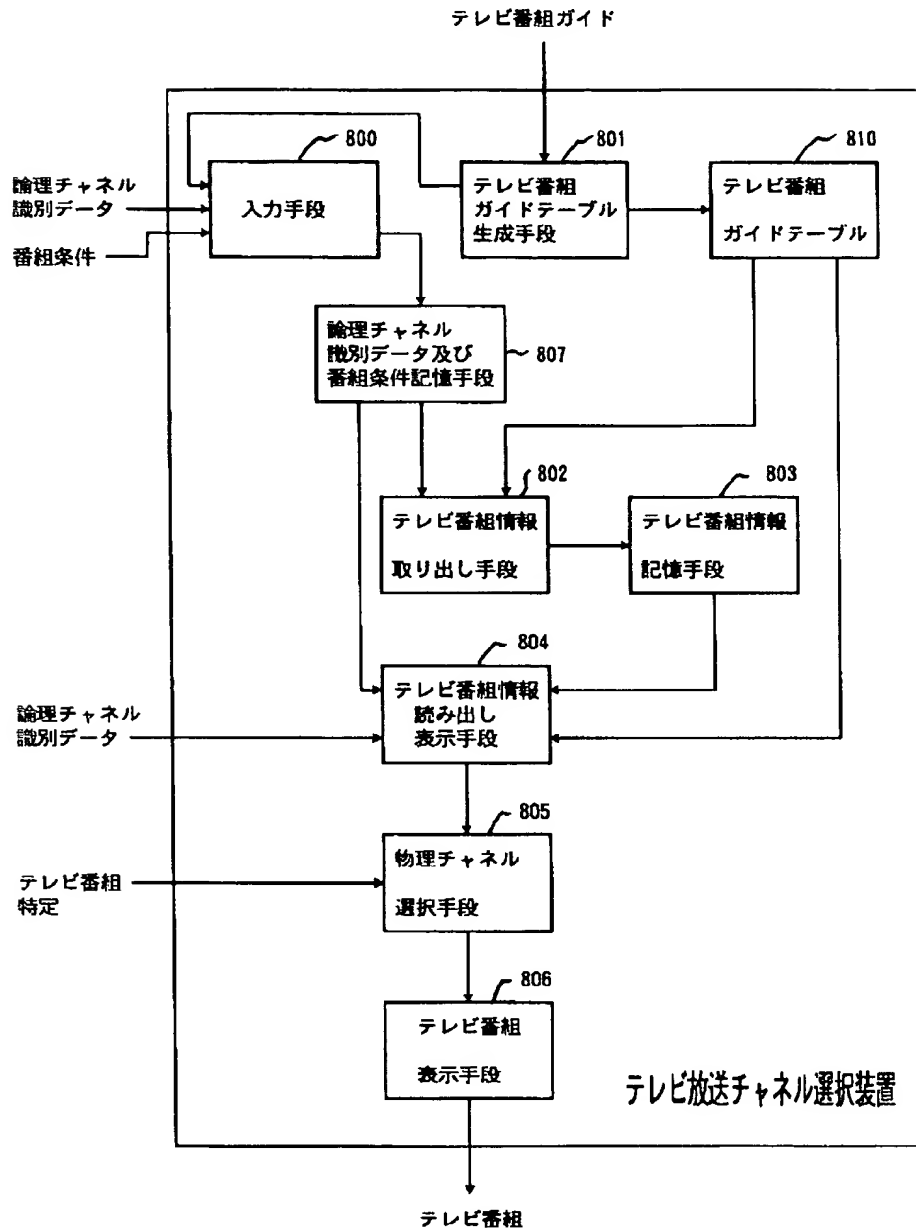 テレビ番組ガイド
800
801
810
論理チャネル
識別データ
番組条件
入力手段
テレビ番組
ガイドテーブル
生成手段
テレビ番組
ガイドテーブル
論理チャネル
識別データ及び
番組条件記憶手段
807
802
803
テレビ番組情報
取り出し手段
テレビ番組情報
記憶手段
804
論理チャネル
識別データ
テレビ番組情報
読み出し
表示手段
805
テレビ番組
特定
物理チャネル
選択手段
806
テレビ番組
表示手段
テレビ放送チャネル選択装置
テレビ番組